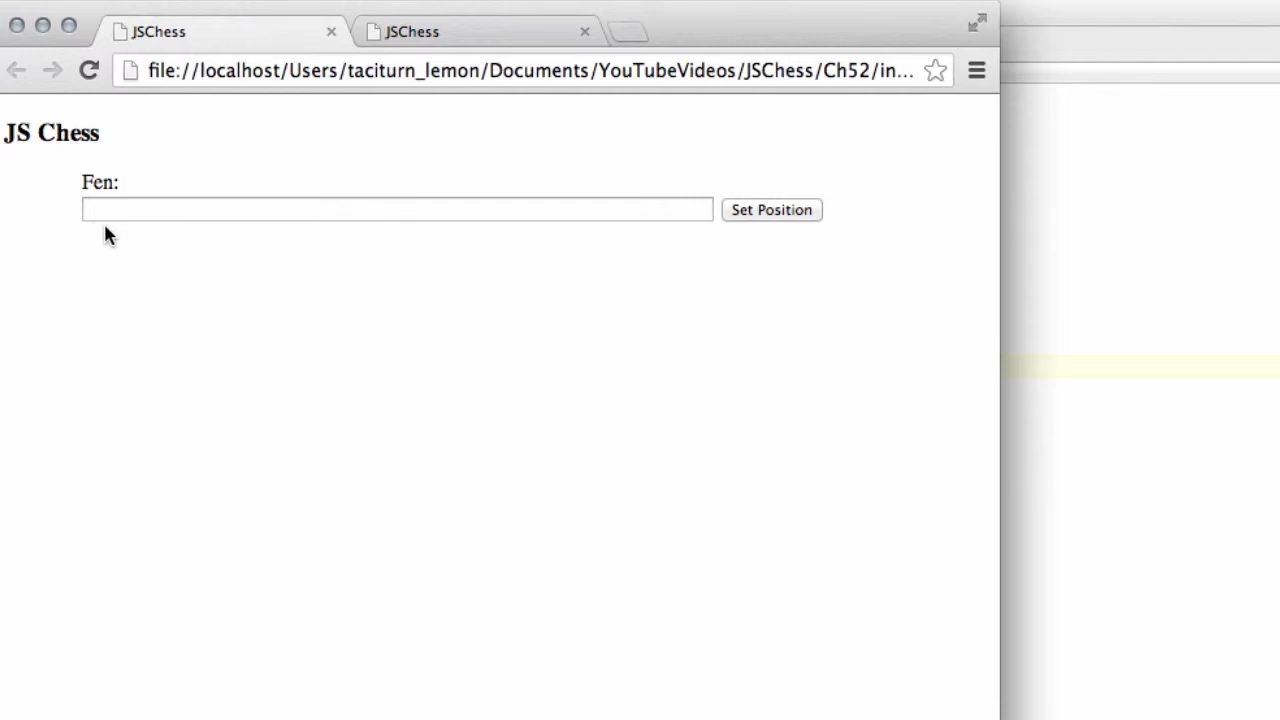 JSChess
JSChess
file://localhost/Users/taciturn_lemon/Documents/YouTubeVideos/JSChess/Ch52/in...
JS Chess
Fen:
Set Position